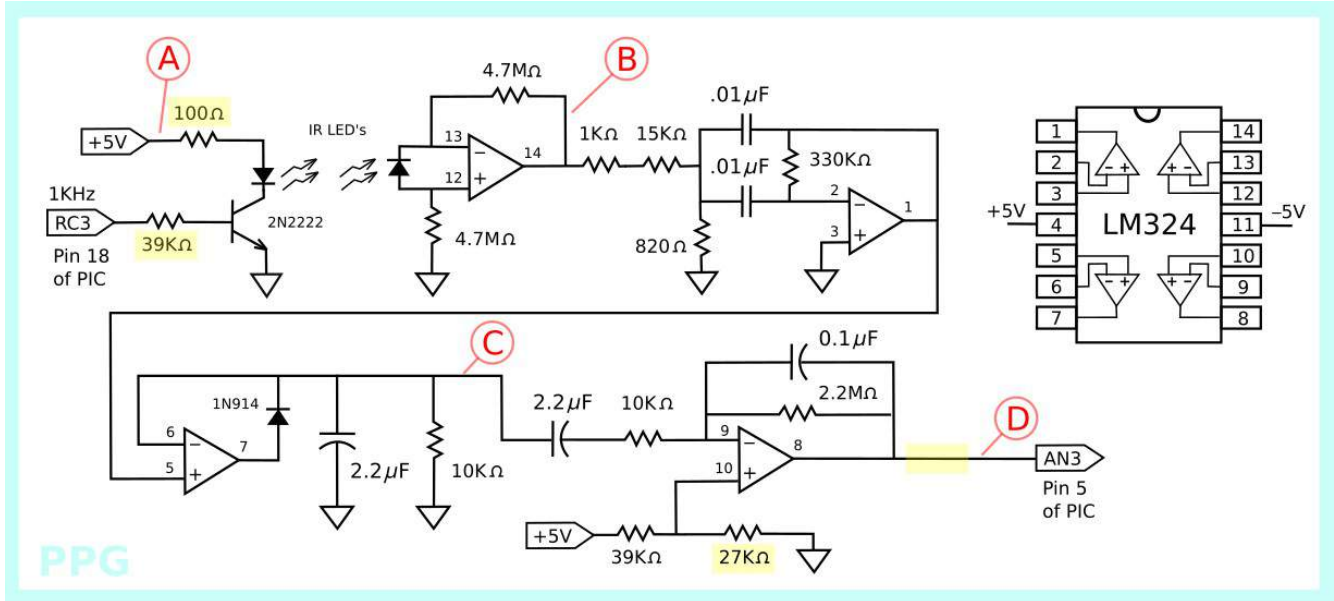 A
B
4.7MΩ
100Ω
.01µF
IR LED's
1KΩ
15KΩ
+5V
13
14
12
−
+
330KΩ
.01µF
1KHz
RC3
2N2222
39KΩ
4.7MΩ
820Ω
2
1
3
−
+
Pin 18
of PIC
1
14
2
13
3
12
+5V
4
LM324
11
–5V
5
10
6
9
7
8
− +
+ −
− +
+ −
C
0.1µF
2.2MΩ
1N914
2.2µF
10KΩ
D
6
7
5
−
+
2.2µF
10KΩ
9
8
10
−
+
AN3
Pin 5
of PIC
+5V
39KΩ
27KΩ
PPG